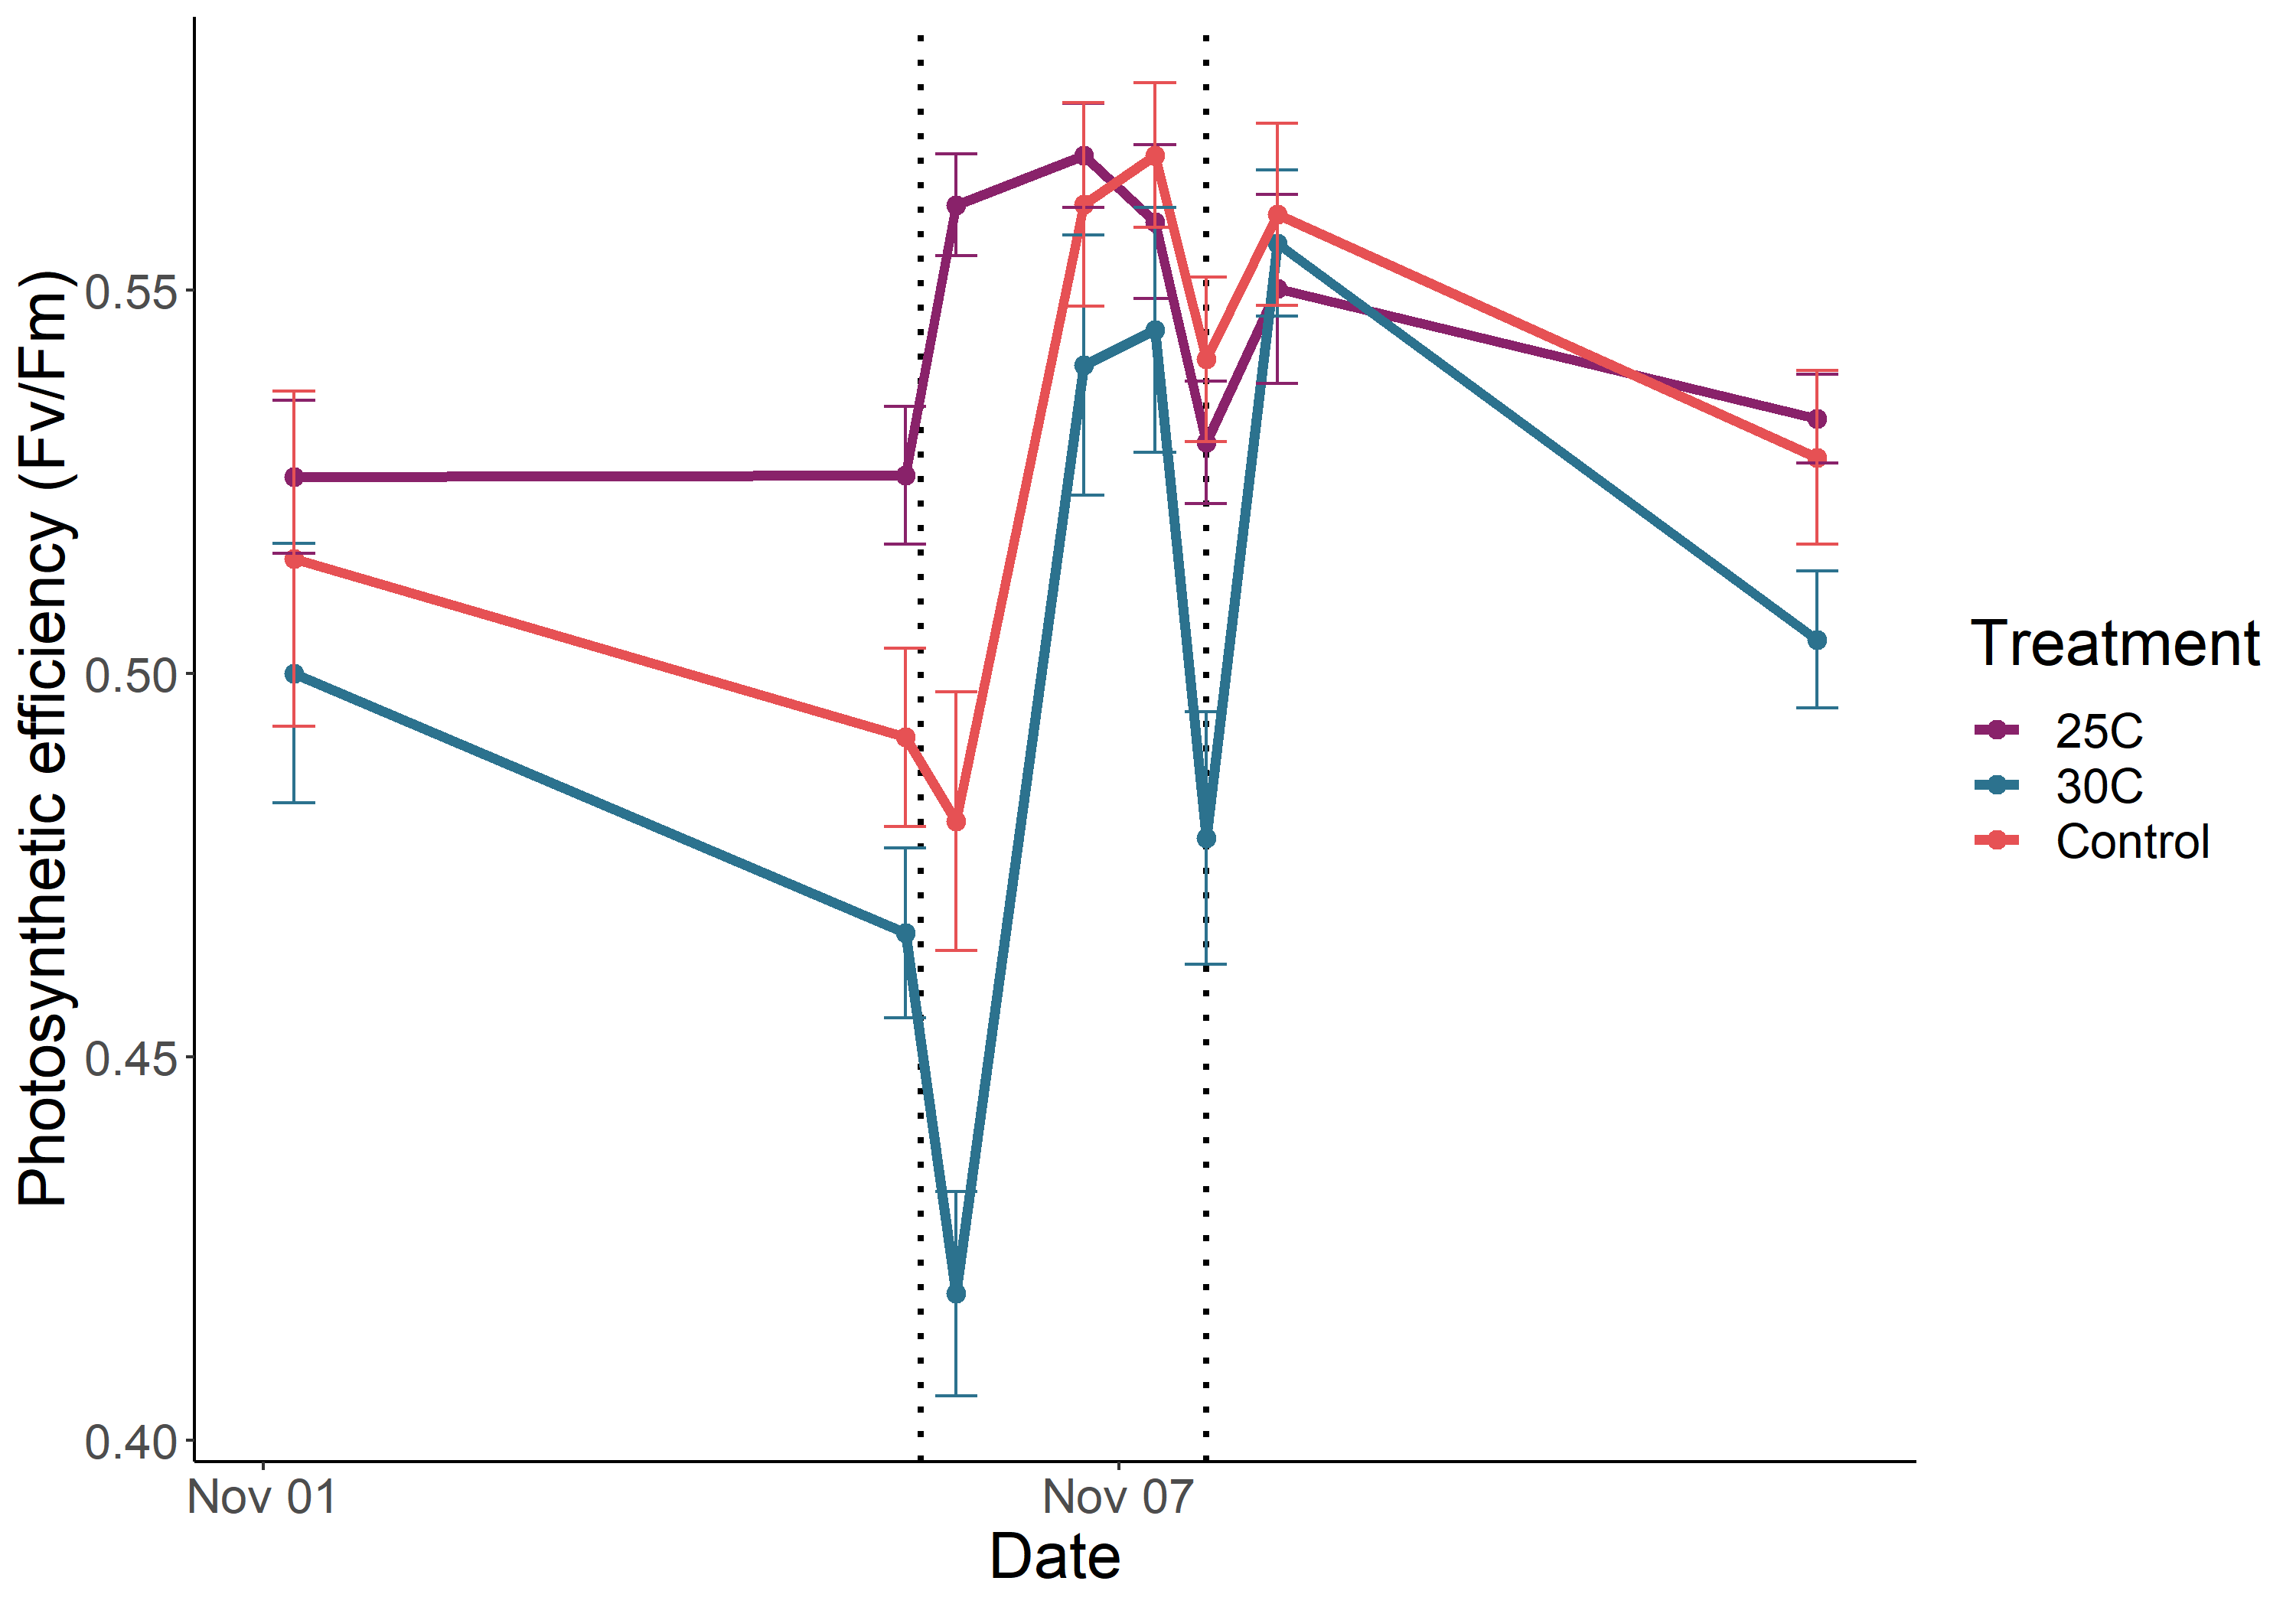 Photosynthetic efficiency (Fv/Fm)
0.55
0.50
0.45
0.40
Nov 01
Nov 07
Date
Treatment
25C
30C
Control